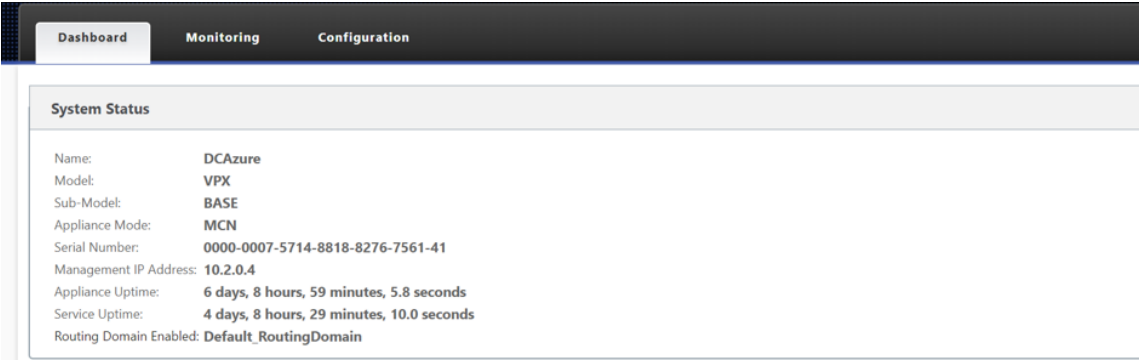 Dashboard Monitoring Configuration
System Status
Name: DCAzure
Model: VPX
Sub-Model: BASE
Appliance Mode: MCN
Serial Number: 0000-0007-5714-8818-8276-7561-41
Management IP Address: 10.2.0.4
Appliance Uptime: 6 days, 8 hours, 59 minutes, 5.8 seconds
Service Uptime: 4 days, 8 hours, 29 minutes, 10.0 seconds
Routing Domain Enabled: Default_RoutingDomain